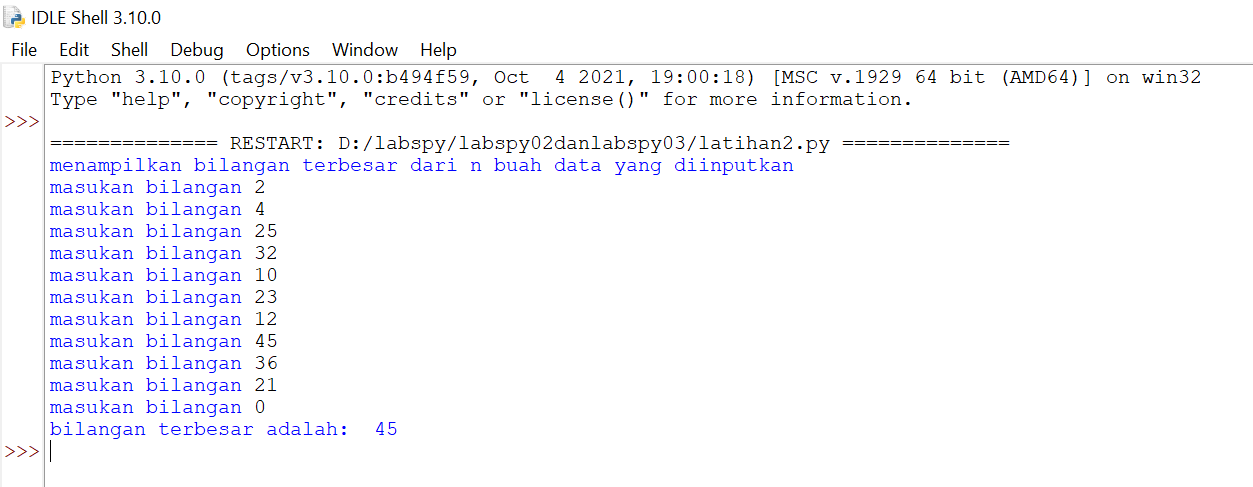 IDLE Shell 3.10.0
File Edit Shell Debug Options Window Help
Python 3.10.0 (tags/v3.10.0:b494f59, Oct  4 2021, 19:00:18) [MSC v.1929 64 bit (AMD64)] on win32
Type "help", "copyright", "credits" or "license()" for more information.
>>>
============== RESTART: D:/labspy/labspy02danlabspy03/latihan2.py ==============
menampilkan bilangan terbesar dari n buah data yang diinputkan
masukan bilangan 2
masukan bilangan 4
masukan bilangan 25
masukan bilangan 32
masukan bilangan 10
masukan bilangan 23
masukan bilangan 12
masukan bilangan 45
masukan bilangan 36
masukan bilangan 21
masukan bilangan 0
bilangan terbesar adalah:  45
>>>